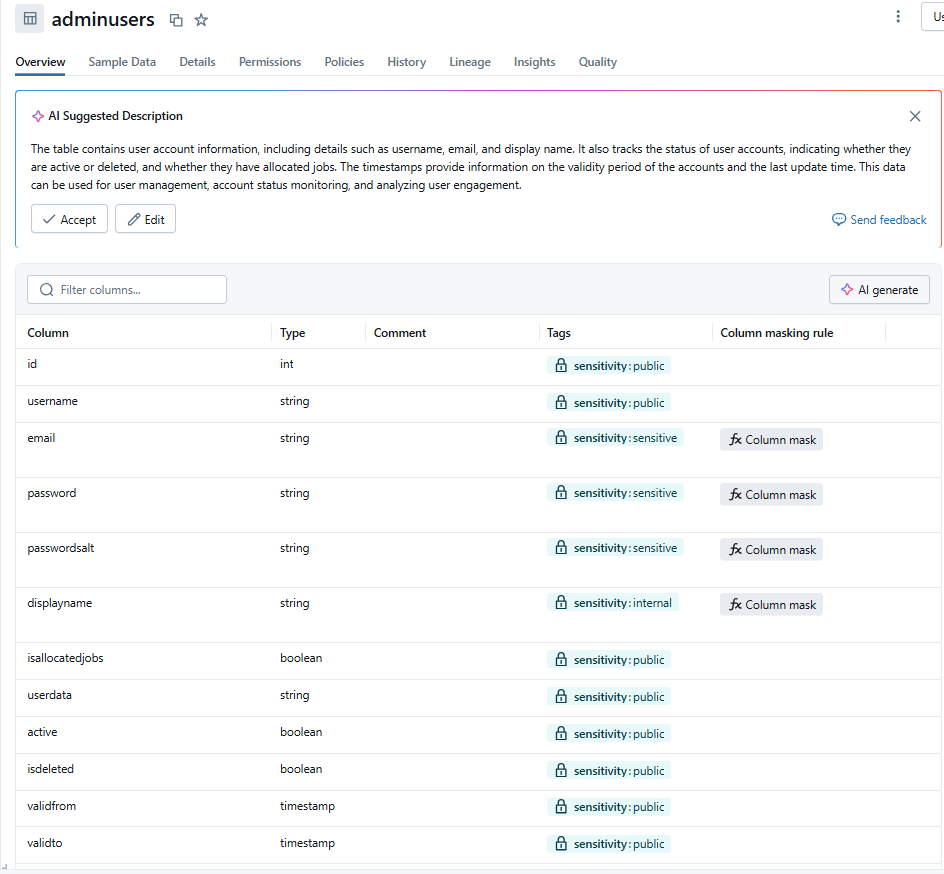 adminusers
Us
Overview Sample Data Details Permissions Policies History Lineage Insights Quality
AI Suggested Description
The table contains user account information, including details such as username, email, and display name. It also tracks the status of user accounts, indicating whether they
are active or deleted, and whether they have allocated jobs. The timestamps provide information on the validity period of the accounts and the last update time. This data
can be used for user management, account status monitoring, and analyzing user engagement.
Accept Edit Send feedback
Filter columns... AI generate
Column Type Comment Tags Column masking rule
id int sensitivity:public
username string sensitivity:public
email string sensitivity:sensitive fx Column mask
password string sensitivity:sensitive fx Column mask
passwordsalt string sensitivity:sensitive fx Column mask
displayname string sensitivity:internal fx Column mask
isallocatedjobs boolean sensitivity:public
userdata string sensitivity:public
active boolean sensitivity:public
isdeleted boolean sensitivity:public
validfrom timestamp sensitivity:public
validto timestamp sensitivity:public